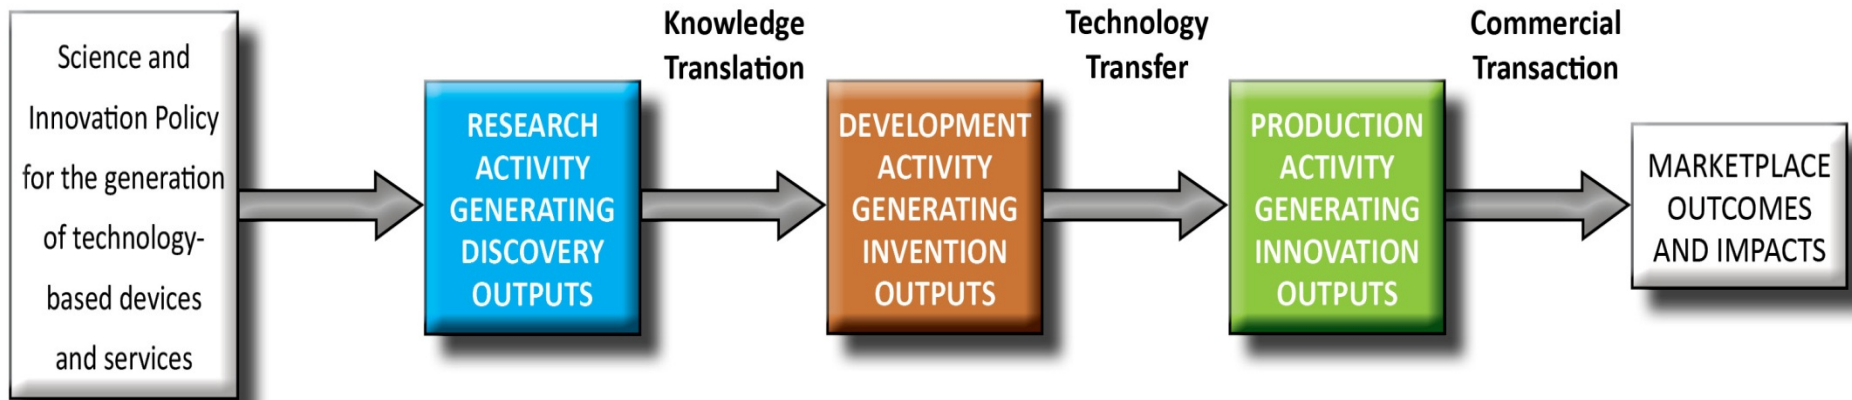 Science and
Innovation Policy
for the generation
of technology-
based devices
and services
RESEARCH
ACTIVITY
GENERATING
DISCOVERY
OUTPUTS
Knowledge
Translation
DEVELOPMENT
ACTIVITY
GENERATING
INVENTION
OUTPUTS
Technology
Transfer
PRODUCTION
ACTIVITY
GENERATING
INNOVATION
OUTPUTS
Commercial
Transaction
MARKETPLACE
OUTCOMES
AND IMPACTS